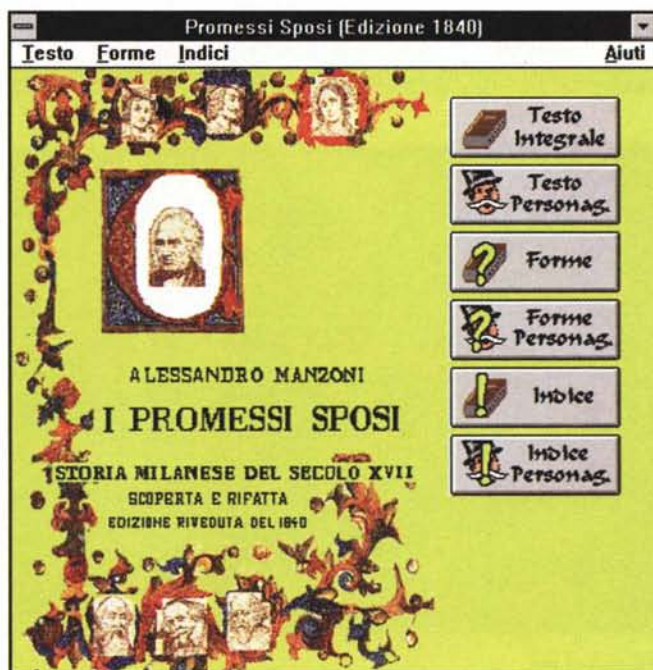 Promessi Sposi (Edizione 1840)
Testo Forme Indici Aiuti
Testo
Integrale
Testo
Personag.
Forme
Forme
Personag.
Indice
Indice
Personag.
ALESSANDRO MANZONI
I PROMESSI SPOSI
STORIA MILANESE DEL SECOLO XVII
SCOPERTA E RIFATTA
EDIZIONE RIVEDUTA DEL 1840